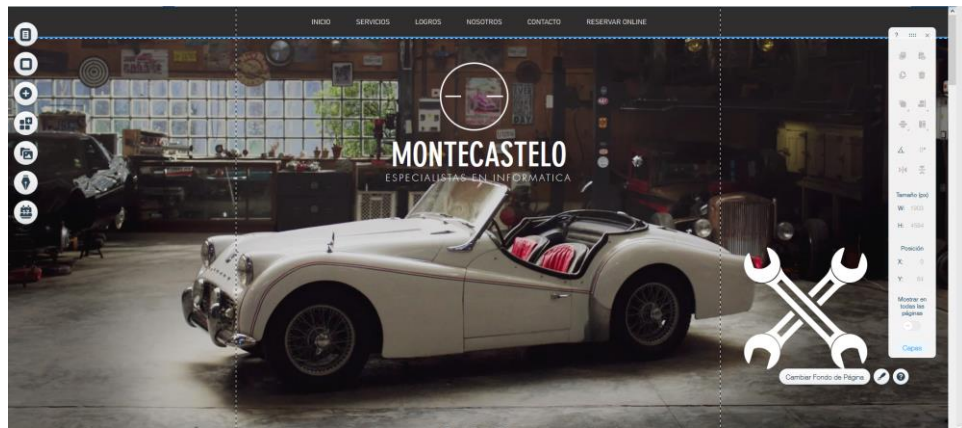 INICIO SERVICIOS LOGROS NOSOTROS CONTACTO RESERVAR ONLINE
MONTECASTELO
ESPECIALISTAS EN INFORMATICA
?
Tamaño (px)
W:
H:
Posición
X:
Y:
Mostrar en
todas las
páginas
Capas
Cambiar Fondo de Página ?